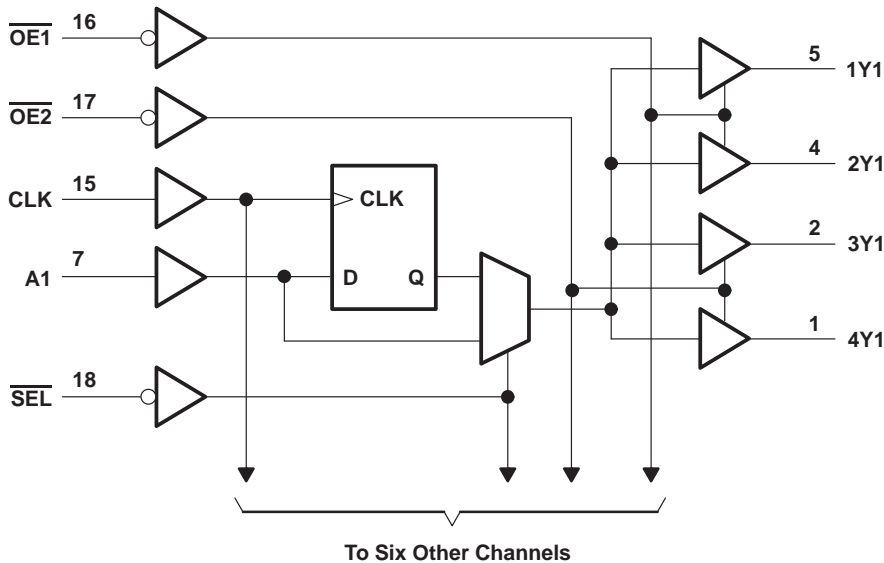 OE1 16
OE2 17
CLK 15
A1 7
SEL 18
CLK
D Q
5 1Y1
4 2Y1
2 3Y1
1 4Y1
To Six Other Channels